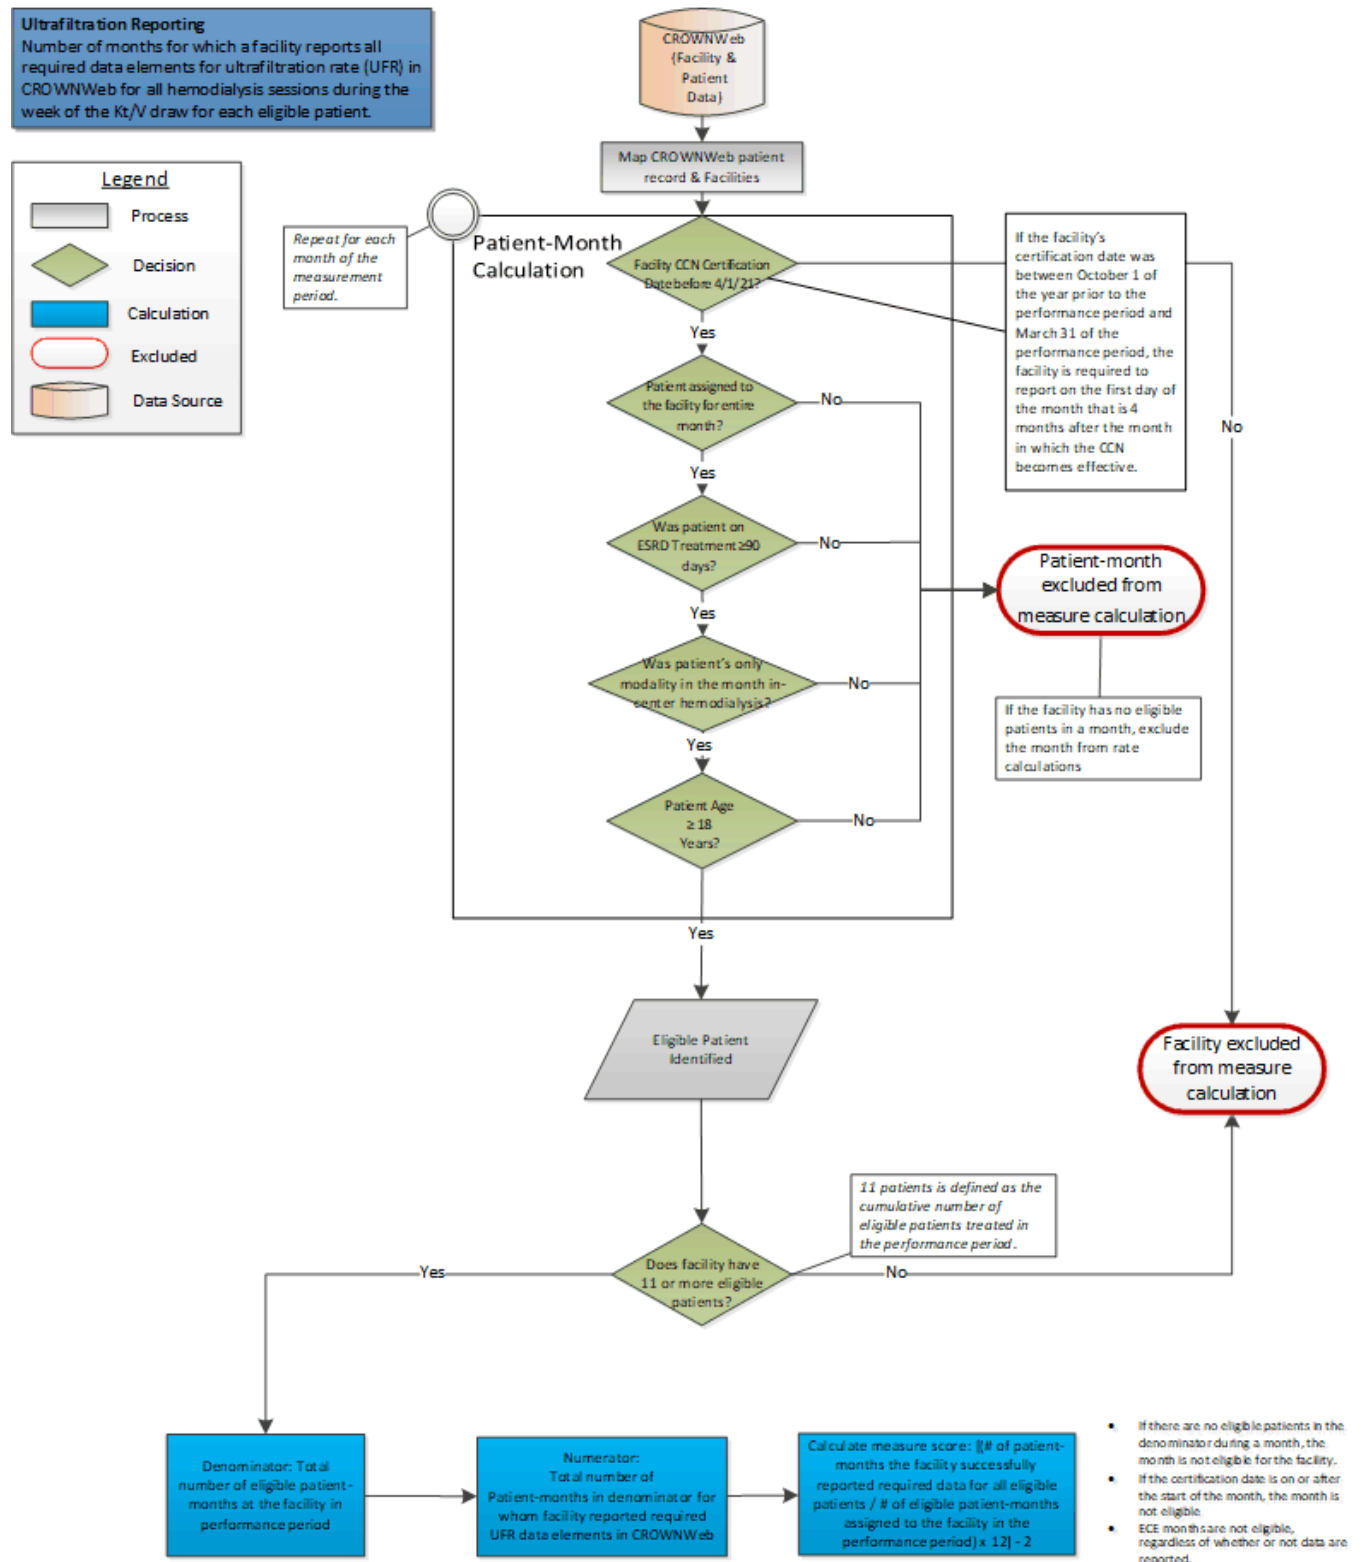 Ultrafiltration Reporting
Number of months for which a facility reports all
required data elements for ultrafiltration rate (UFR) in
CROWNWeb for all hemodialysis sessions during the
week of the Kt/V draw for each eligible patient.
CROWNWeb
{Facility &
Patient
Data}
Map CROWNWeb patient
record & Facilities
Legend
Process
Decision
Calculation
Excluded
Data Source
Repeat for each
month of the
measurement
period.
Patient-Month
Calculation
Facility CCN Certification
Date before 4/1/21?
If the facility's
certification date was
between October 1 of
the year prior to the
performance period and
March 31 of the
performance period, the
facility is required to
report on the first day of
the month that is 4
months after the month
in which the CCN
becomes effective.
Yes
No
Patient assigned to
the facility for entire
month?
No
Yes
Was patient on
ESRD Treatment ≥90
days?
No
Yes
Patient-month
excluded from
measure calculation
Was patient's only
modality in the month in-
center hemodialysis?
No
If the facility has no eligible
patients in a month, exclude
the month from rate
calculations
Yes
Patient Age
≥ 18
Years?
No
Yes
Eligible Patient
Identified
Facility excluded
from measure
calculation
11 patients is defined as the
cumulative number of
eligible patients treated in
the performance period.
Does facility have
11 or more eligible
patients?
Yes
No
Denominator: Total
number of eligible patient-
months at the facility in
performance period
Numerator:
Total number of
Patient-months in denominator for
whom facility reported required
UFR data elements in CROWNWeb
Calculate measure score: [(# of patient-
months the facility successfully
reported required data for all eligible
patients / # of eligible patient-months
assigned to the facility in the
performance period) x 12] - 2
• If there are no eligible patients in the
denominator during a month, the
month is not eligible for the facility.
• If the certification date is on or after
the start of the month, the month is
not eligible
• ECE months are not eligible,
regardless of whether or not data are
reported.